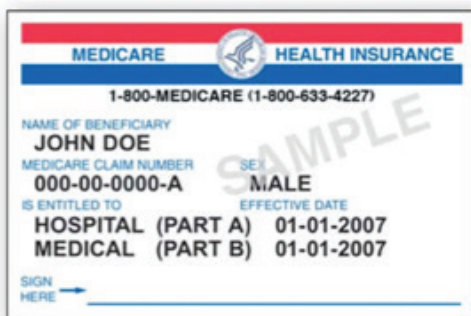 MEDICARE HEALTH INSURANCE
1-800-MEDICARE (1-800-633-4227)
NAME OF BENEFICIARY
JOHN DOE
MEDICARE CLAIM NUMBER SEX
000-00-0000-A MALE
IS ENTITLED TO EFFECTIVE DATE
HOSPITAL (PART A) 01-01-2007
MEDICAL (PART B) 01-01-2007
SIGN
HERE
SAMPLE